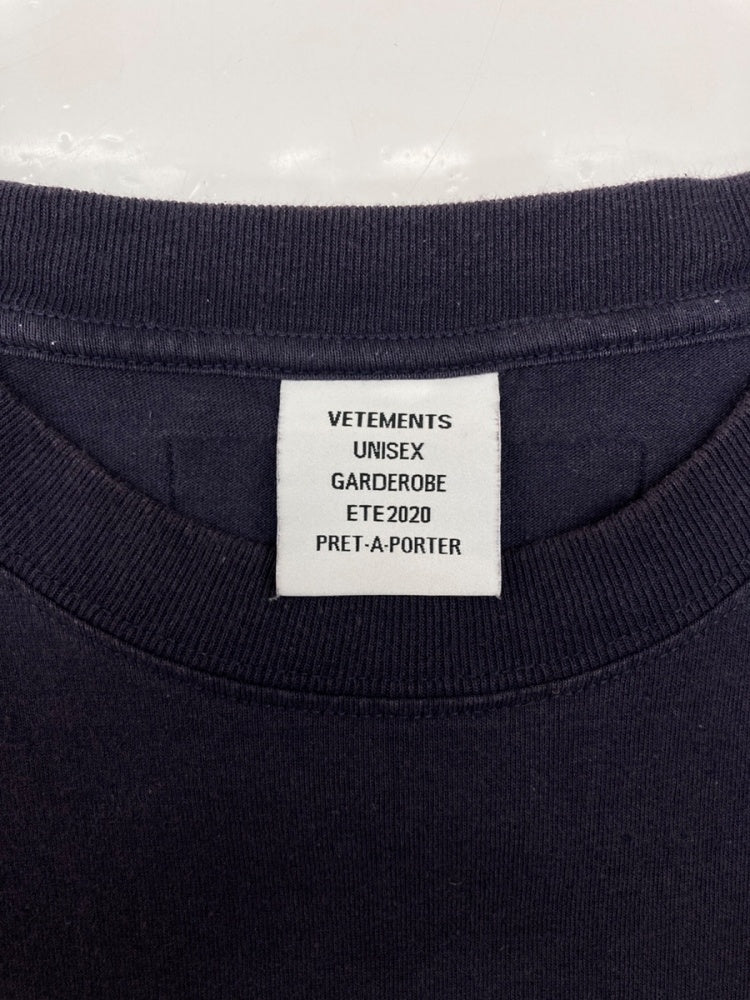 VETEMENTS
UNISEX
GARDEROBE
ETE2020
PRET-A-PORTER